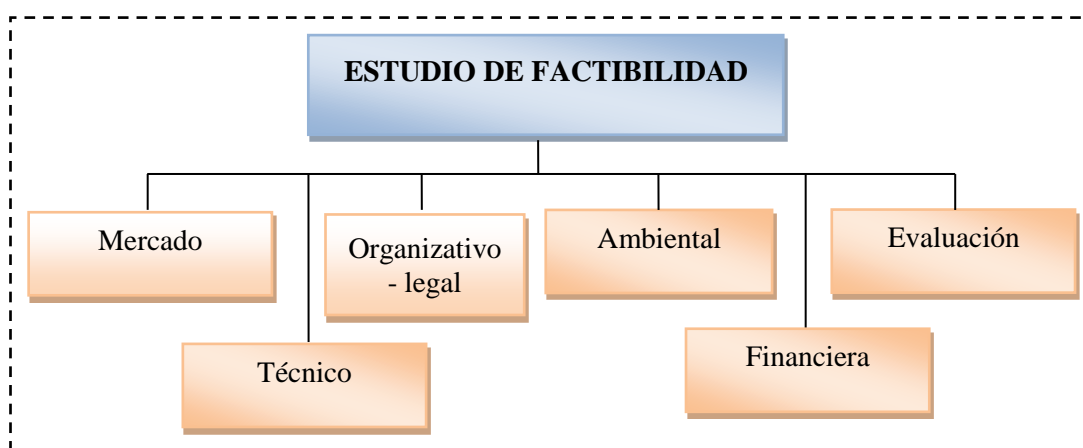 ESTUDIO DE FACTIBILIDAD
Mercado
Organizativo
- legal
Ambiental
Evaluación
Técnico
Financiera